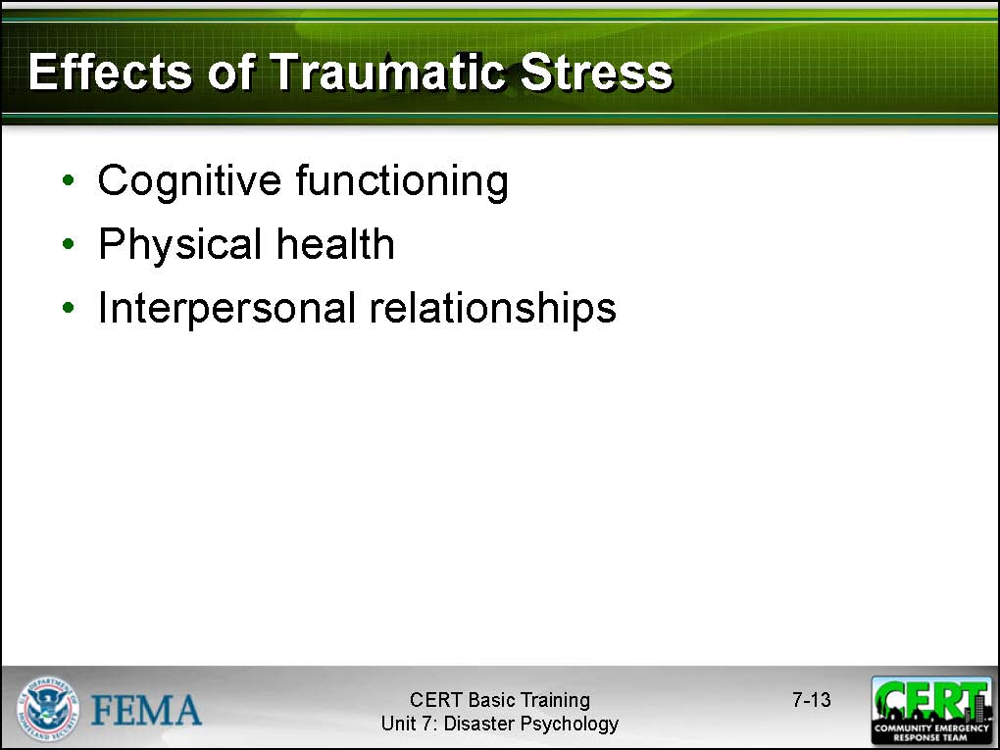 Effects of Traumatic Stress
• Cognitive functioning
• Physical health
• Interpersonal relationships
U.S. DEPARTMENT OF HOMELAND SECURITY
FEMA
CERT Basic Training
Unit 7: Disaster Psychology
7-13
CERT
COMMUNITY EMERGENCY
RESPONSE TEAM